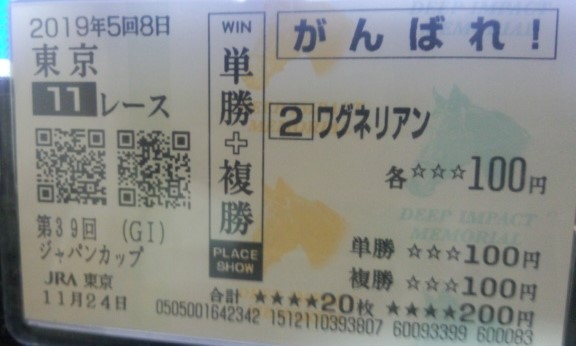 2019年5回8日
東京
11レース
第39回 (GI)
ジャパンカップ
JRA 東京
11月24日
WIN
単勝+複勝
PLACE
SHOW
がんばれ!
2 ワグネリアン
各☆☆☆100円
DEEP IMPACT
MEMORIAL
単勝 ☆☆☆100円
複勝 ☆☆☆100円
合計 ★★★★20枚 ★★★★200円
0505001642342 1512110393807 60093399 600083